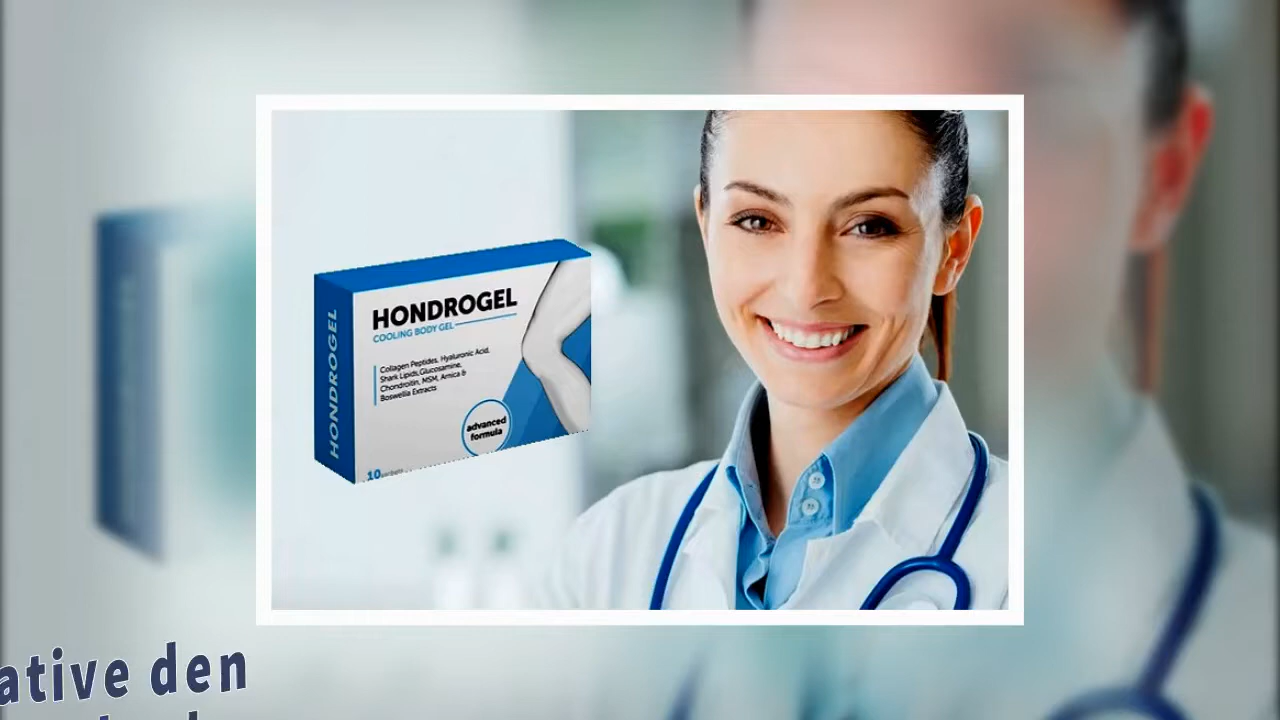 HONDROGEL
HONDROGEL
COOLING BODY GEL
Collagen Peptides, Hyaluronic Acid,
Shark Lipids, Glucosamine,
Chondroitin, MSM, Arnica &
Boswellia Extracts
advanced
formula
10
ative den